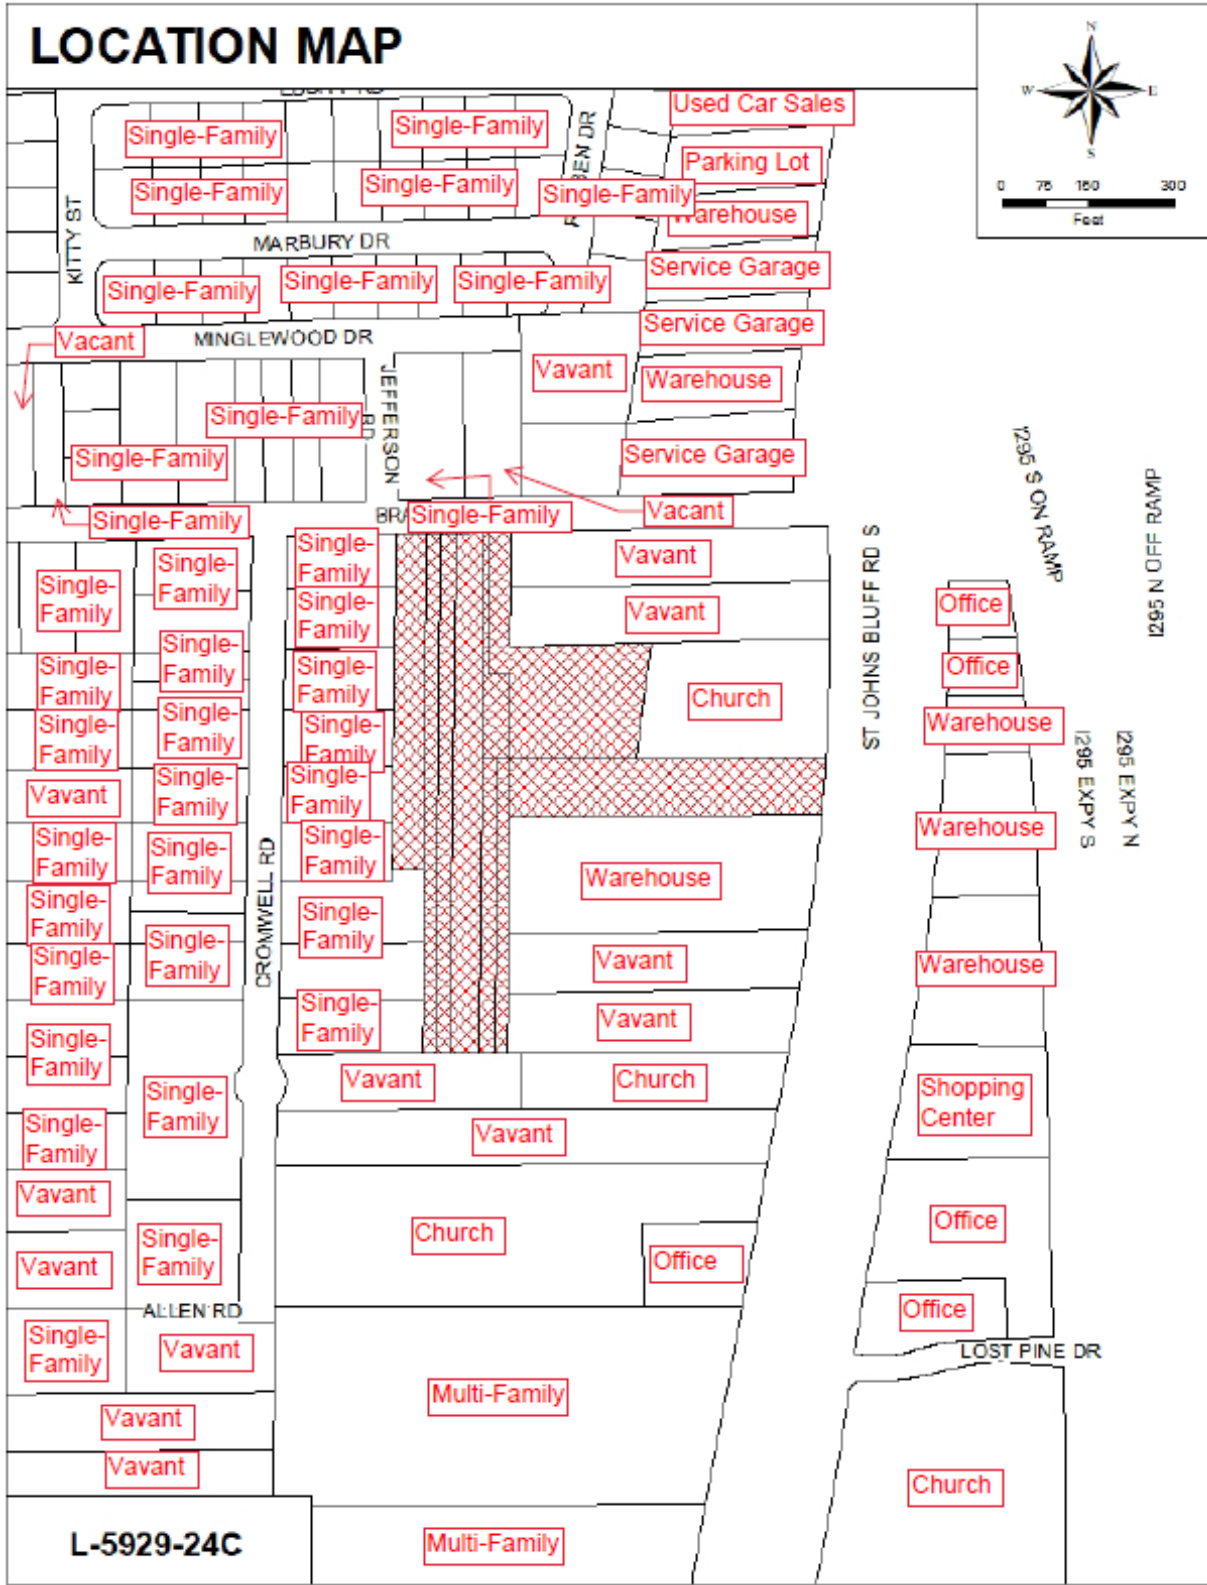 LOCATION MAP
N
W
E
S
0 75 150 300
Feet
Used Car Sales
Single-Family
Single-Family
Parking Lot
Single-Family
Single-Family
Single-Family
Warehouse
KITTY ST
MARBURY DR
Service Garage
Single-Family
Single-Family
Single-Family
Service Garage
Vacant
MINGLEWOOD DR
Vavant
Warehouse
JEFFERSON
RD
Single-Family
Single-Family
Service Garage
Single-Family
BRA
Single-Family
Vacant
ST JOHNS BLUFF RD S
I295 S ON RAMP
I295 N OFF RAMP
Single-
Family
Single-
Family
Single-
Family
Vavant
Single-
Family
Vavant
Office
Single-
Family
Single-
Family
Single-
Family
Church
Office
Single-
Family
Single-
Family
Single-
Family
Warehouse
I295 EXPY S
I295 EXPY N
Vavant
Single-
Family
Single-
Family
Single-
Family
Single-
Family
Single-
Family
Warehouse
CROMWELL RD
Warehouse
Single-
Family
Single-
Family
Single-
Family
Single-
Family
Vavant
Warehouse
Single-
Family
Vavant
Single-
Family
Single-
Family
Vavant
Church
Shopping
Center
Single-
Family
Vavant
Vavant
Single-
Family
Church
Office
Office
Vavant
ALLEN RD
Office
Single-
Family
Vavant
LOST PINE DR
Multi-Family
Vavant
Vavant
Church
L-5929-24C
Multi-Family